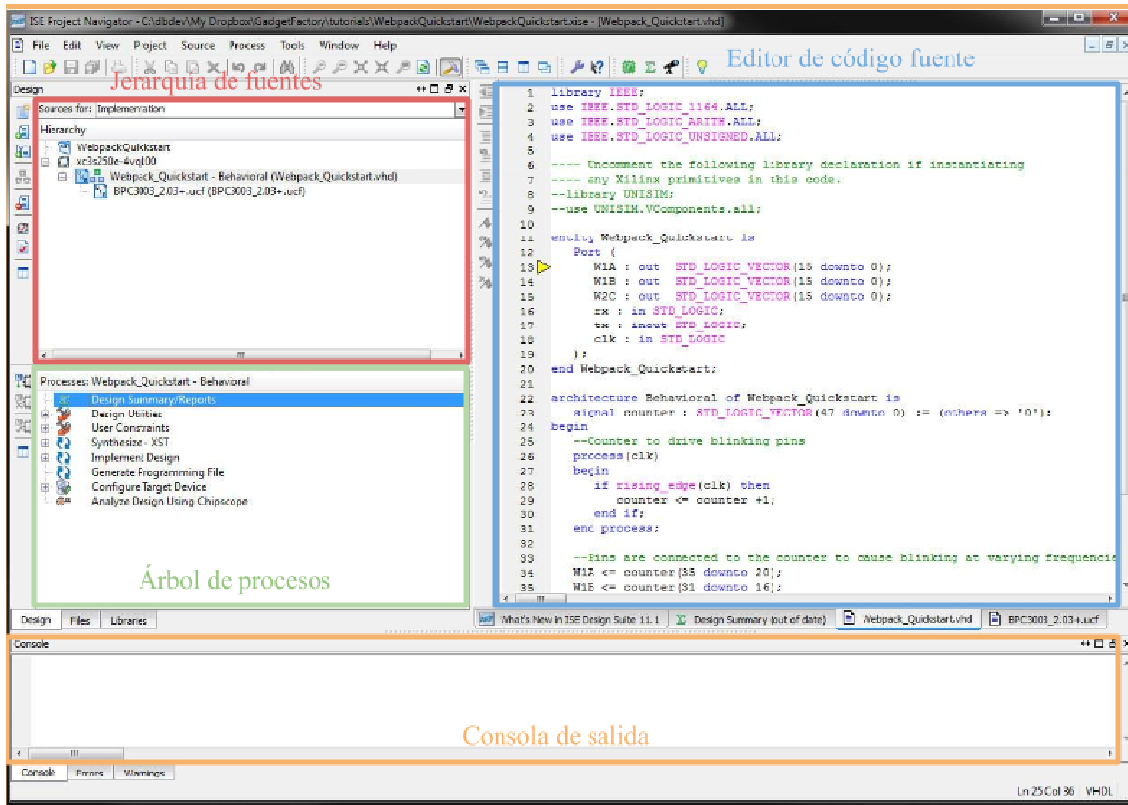 ISE Project Navigator - C:\dbdev\My Dropbox\GadgetFactory\tutorials\WebpackQuickstart\WebpackQuickstart.xise - [Webpack_Quickstart.vhd]
File Edit View Project Source Process Tools Window Help
Editor de código fuente
Jerarquía de fuentes
Design
Sources for: Implementation
Hierarchy
WebpackQuickstart
xc3s250e-4vq100
Webpack_Quickstart - Behavioral (Webpack_Quickstart.vhd)
BPC3003_2.03+.ucf (BPC3003_2.03+.ucf)
Processes: Webpack_Quickstart - Behavioral
Design Summary/Reports
Design Utilities
User Constraints
Synthesize - XST
Implement Design
Generate Programming File
Configure Target Device
Analyze Design Using Chipscope
Árbol de procesos
Design Files Libraries
1 library IEEE;
2 use IEEE.STD_LOGIC_1164.ALL;
3 use IEEE.STD_LOGIC_ARITH.ALL;
4 use IEEE.STD_LOGIC_UNSIGNED.ALL;
5
6 ---- Uncomment the following library declaration if instantiating
7 ---- any Xilinx primitives in this code.
8 --library UNISIM;
9 --use UNISIM.VComponents.all;
10
11 entity Webpack_Quickstart is
12 Port (
13 W1A : out STD_LOGIC_VECTOR(15 downto 0);
14 W1B : out STD_LOGIC_VECTOR(15 downto 0);
15 W2C : out STD_LOGIC_VECTOR(15 downto 0);
16 rx : in STD_LOGIC;
17 tx : inout STD_LOGIC;
18 clk : in STD_LOGIC
19 );
20 end Webpack_Quickstart;
21
22 architecture Behavioral of Webpack_Quickstart is
23 signal counter : STD_LOGIC_VECTOR(47 downto 0) := (others => '0');
24 begin
25 --Counter to drive blinking pins
26 process(clk)
27 begin
28 if rising_edge(clk) then
29 counter <= counter +1;
30 end if;
31 end process;
32
33 --Pins are connected to the counter to cause blinking at varying frequencie
34 W1A <= counter(35 downto 20);
35 W1B <= counter(31 downto 16);
What's New in ISE Design Suite 11.1 Design Summary (out of date) Webpack_Quickstart.vhd BPC3003_2.03+.ucf
Console
Consola de salida
Console Errors Warnings
Ln 25 Col 36 VHDL